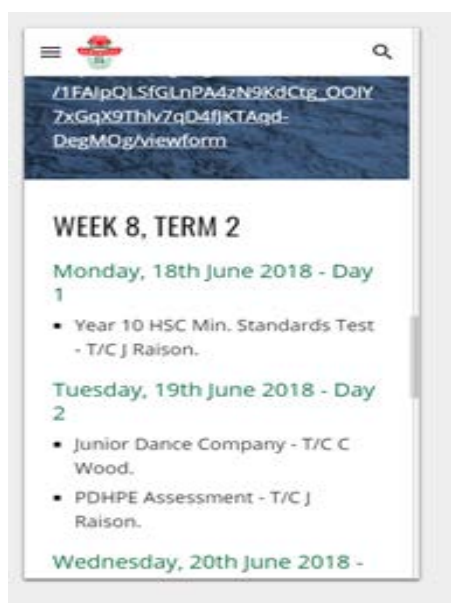 /1FAIpQLSfGLnPA4zN9KdCtg_OOIY
7xGqX9Thlv7qD4fJKTAqd-
DegMOg/viewform
WEEK 8, TERM 2
Monday, 18th June 2018 - Day
1
• Year 10 HSC Min. Standards Test
- T/C J Raison.
Tuesday, 19th June 2018 - Day
2
• Junior Dance Company - T/C C
Wood.
• PDHPE Assessment - T/C J
Raison.
Wednesday, 20th June 2018 -